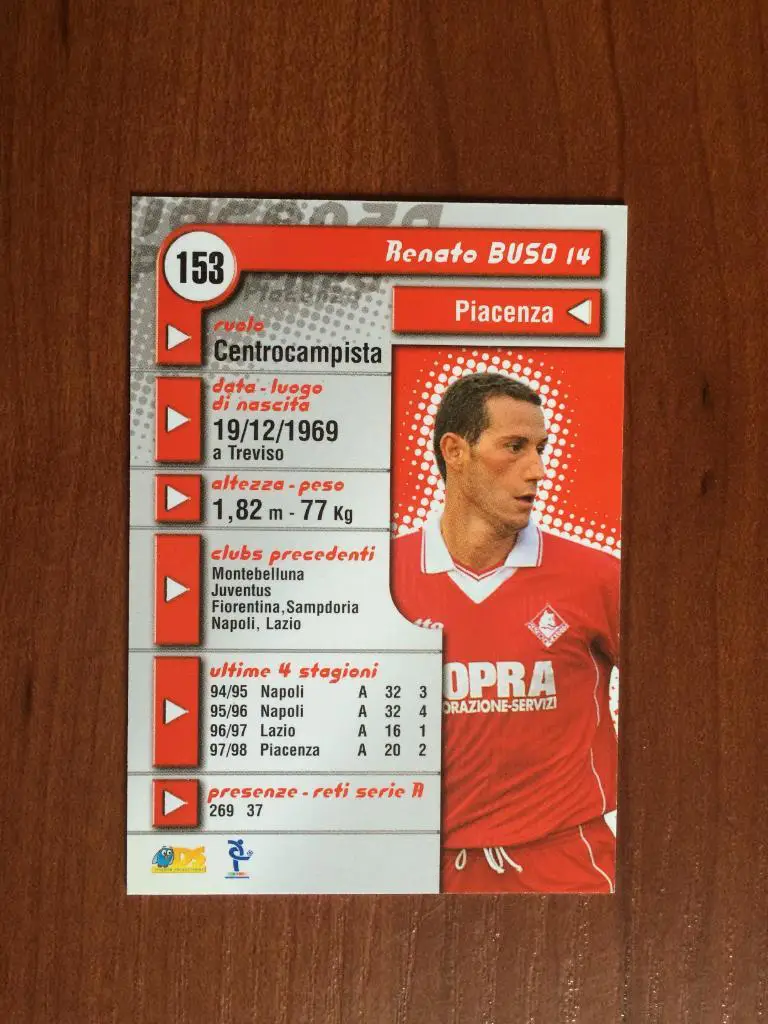 Piacenza
Piacenza
153
Renato BUSO 14
Piacenza
ruolo
Centrocampista
data - luogo
di nascita
19/12/1969
a Treviso
altezza - peso
1,82 m - 77 Kg
clubs precedenti
Montebelluna
Juventus
Fiorentina,Sampdoria
Napoli, Lazio
ultime 4 stagioni
94/95 Napoli A 32 3
95/96 Napoli A 32 4
96/97 Lazio A 16 1
97/98 Piacenza A 20 2
presenze - reti serie A
269 37
DS
OPRA
ORAZIONE-SERVIZI